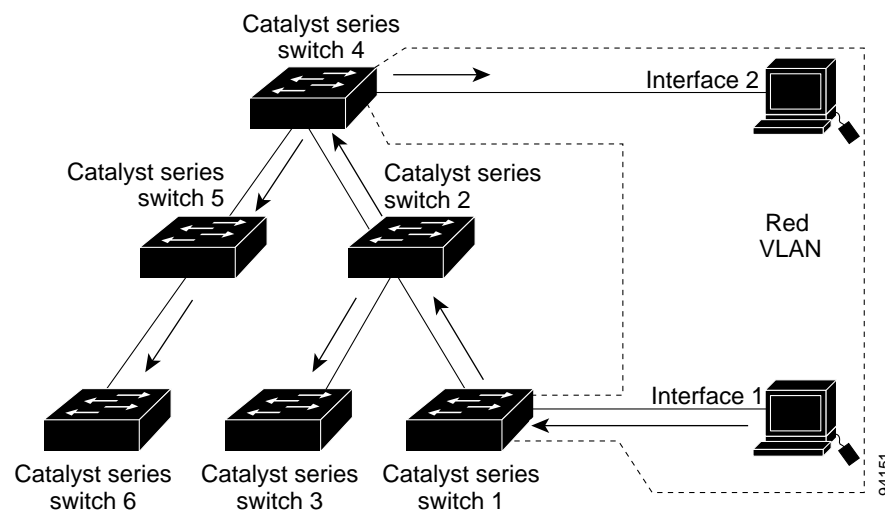 Catalyst series
switch 4
Interface 2
Catalyst series
switch 5
Catalyst series
switch 2
Red
VLAN
Interface 1
Catalyst series
switch 6
Catalyst series
switch 3
Catalyst series
switch 1
94151